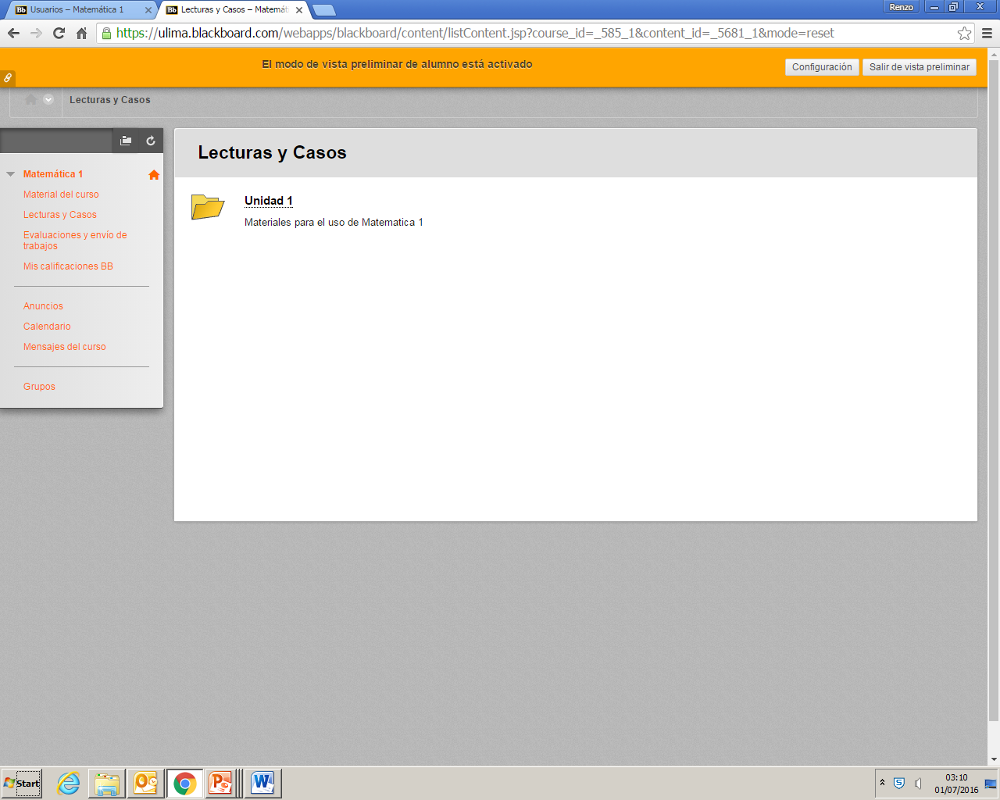 Usuarios – Matemática 1
Lecturas y Casos – Matemát
Renzo
https://ulima.blackboard.com/webapps/blackboard/content/listContent.jsp?course_id=_585_1&content_id=_5681_1&mode=reset
El modo de vista preliminar de alumno está activado
Configuración
Salir de vista preliminar
Lecturas y Casos
Lecturas y Casos
Matemática 1
Material del curso
Lecturas y Casos
Evaluaciones y envío de
trabajos
Mis calificaciones BB
Anuncios
Calendario
Mensajes del curso
Grupos
Unidad 1
Materiales para el uso de Matematica 1
Start
03:10
01/07/2016